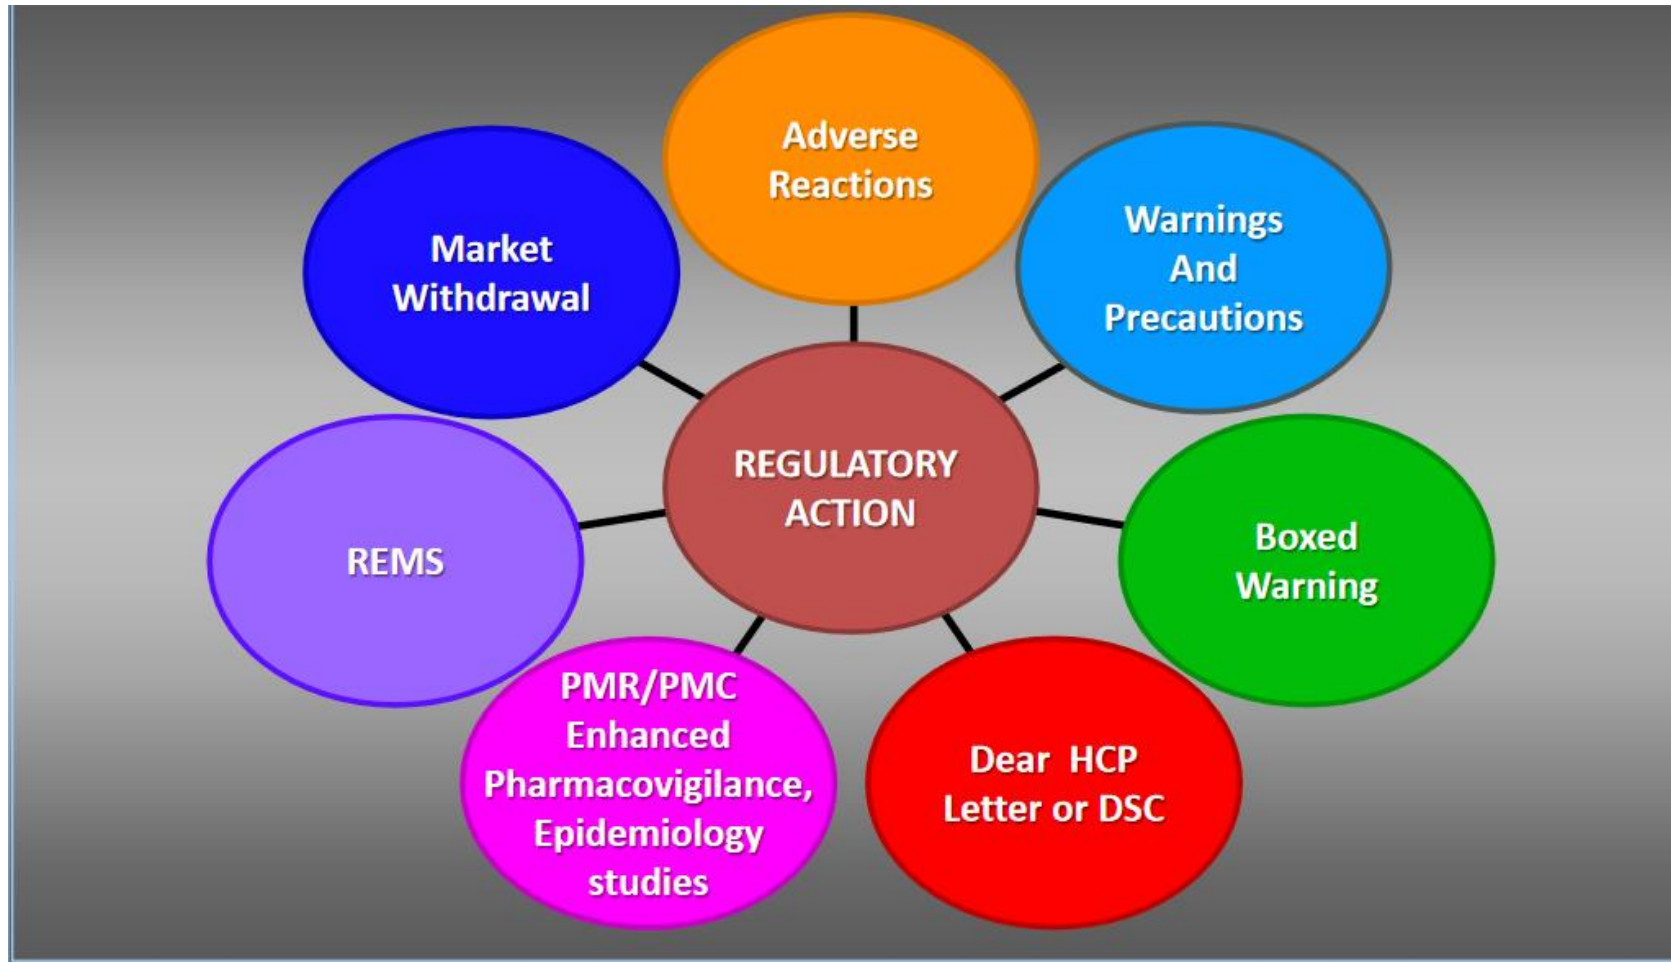 Adverse
Reactions
Warnings
And
Precautions
Boxed
Warning
Dear HCP
Letter or DSC
PMR/PMC
Enhanced
Pharmacovigilance,
Epidemiology
studies
REMS
Market
Withdrawal
REGULATORY
ACTION